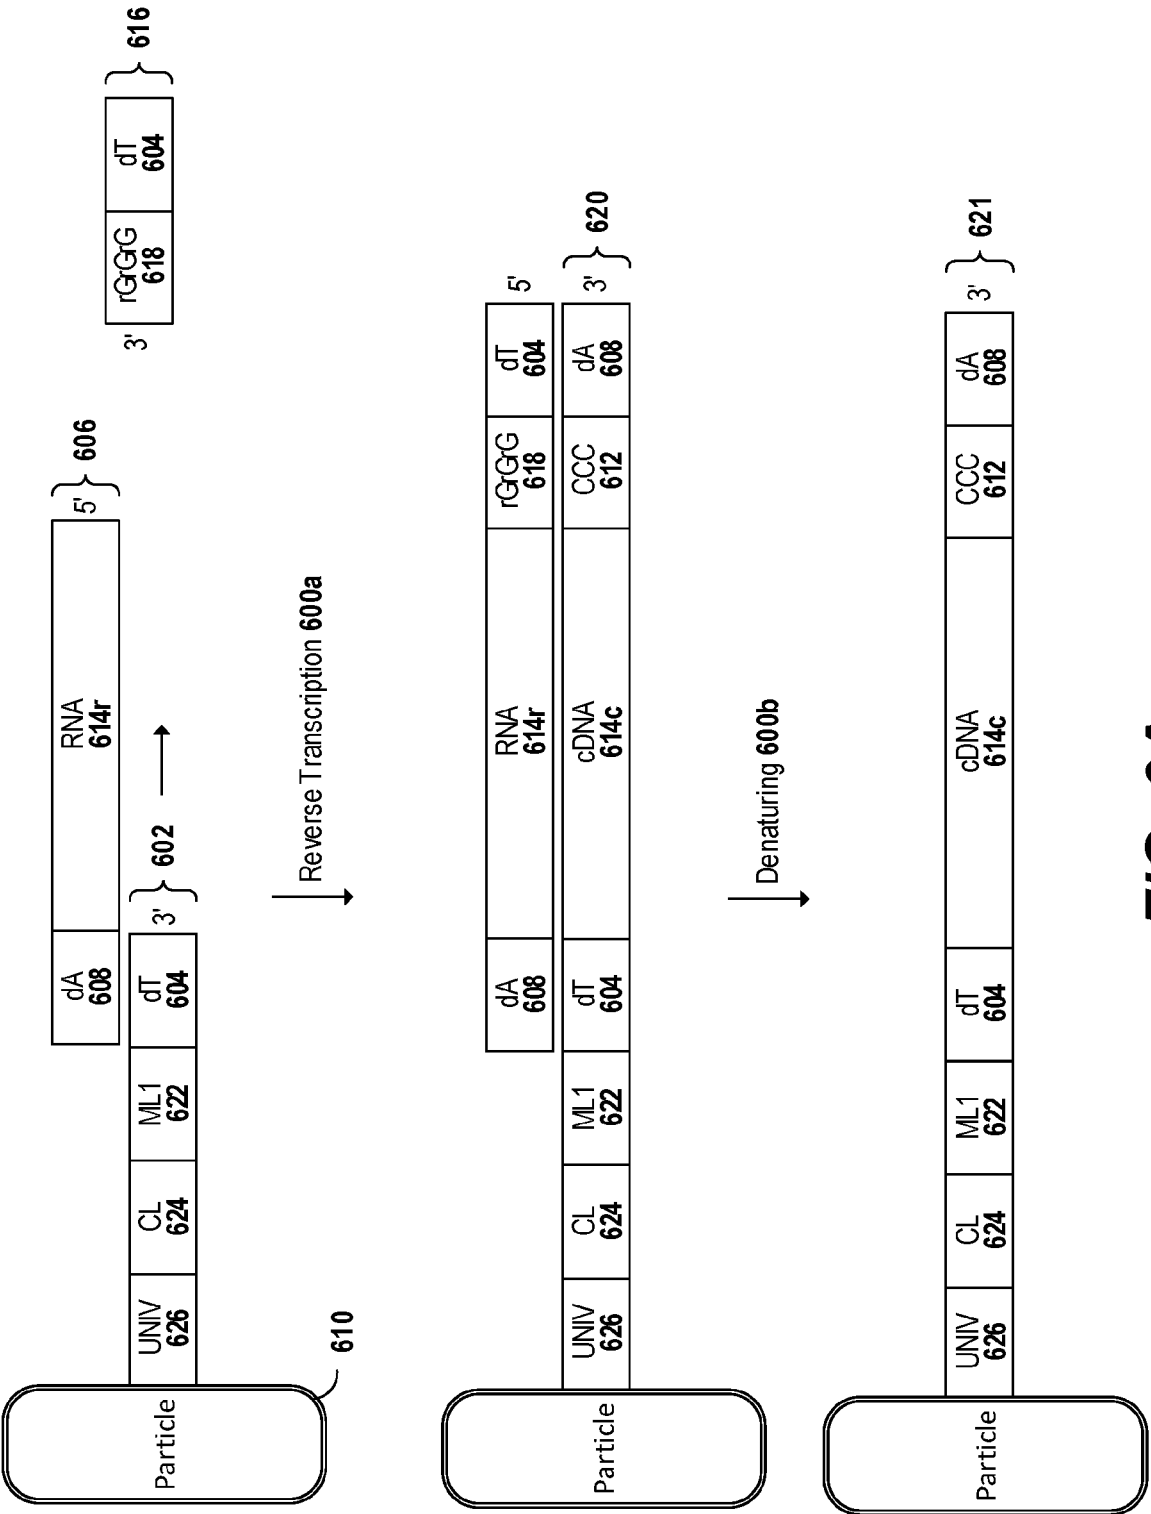 616
rGrGrG dT
618 604
3'
606
RNA 5'
614r
dA
608
602
UNIV CL ML1 dT 3'
626 624 622 604
Particle
610
Reverse Transcription 600a
dA RNA rGrGrG dT 5'
608 614r 618 604
620
UNIV CL ML1 dT cDNA CCC dA 3'
626 624 622 604 614c 612 608
Particle
Denaturing 600b
621
UNIV CL ML1 dT cDNA CCC dA 3'
626 624 622 604 614c 612 608
Particle